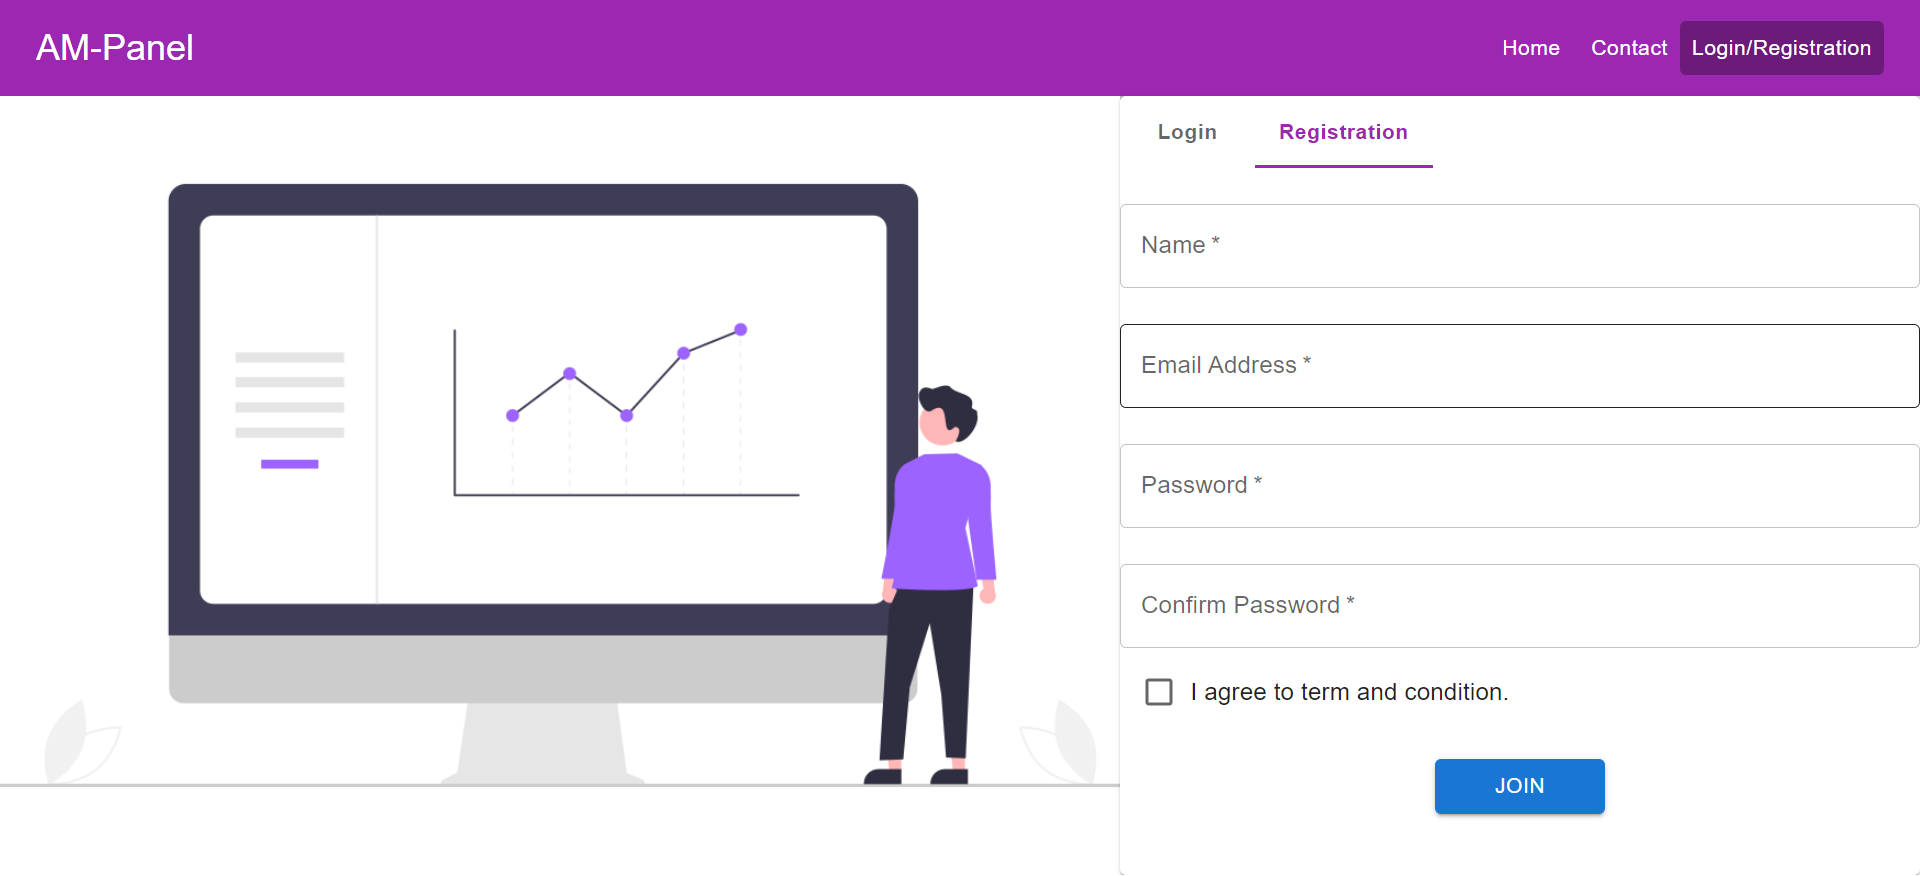 AM-Panel
Home Contact Login/Registration
Login Registration
Name *
Email Address *
Password *
Confirm Password *
I agree to term and condition.
JOIN